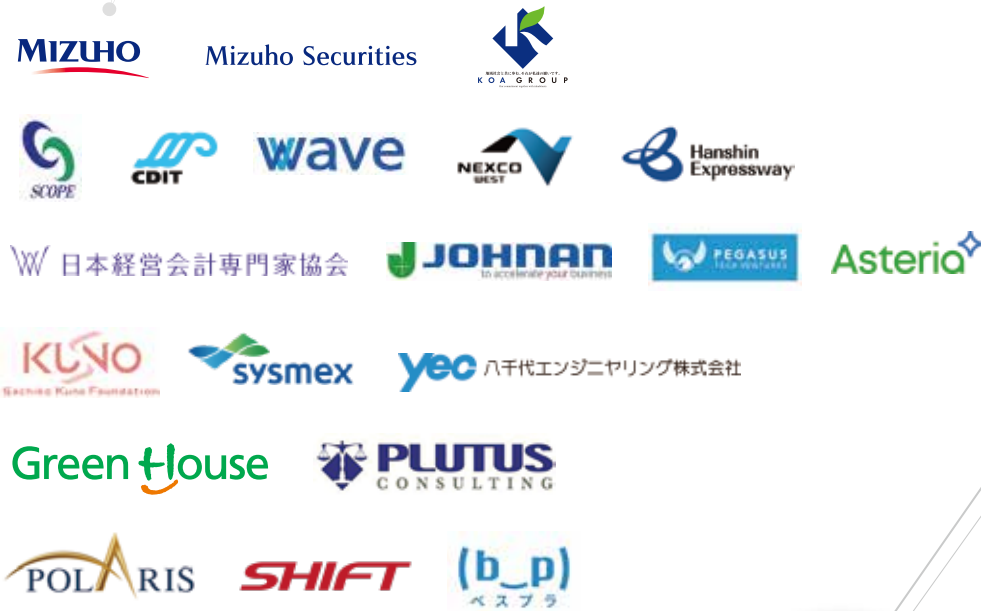 MIZUHO
Mizuho Securities
KOA GROUP
SCOPE
CDIT
wave
NEXCO
WEST
Hanshin
Expressway
日本経営会計専門家協会
JOHNAN
to accelerate your business
PEGASUS
TECH VENTURES
Asteria
KUNO
Sachiko Kuno Foundation
sysmex
yec 八千代エンジニヤリング株式会社
Green House
PLUTUS
CONSULTING
POLARIS
SHIFT
(b_p)
ベスプラ